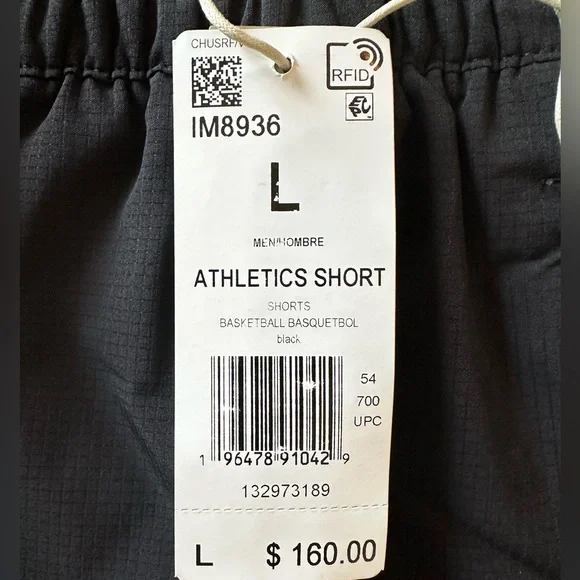 CHUSRF/V
RFID
IM8936
EPC
L
MEN/HOMBRE
ATHLETICS SHORT
SHORTS
BASKETBALL BASQUETBOL
black
54
700
UPC
1 96478 91042 9
132973189
L $ 160.00